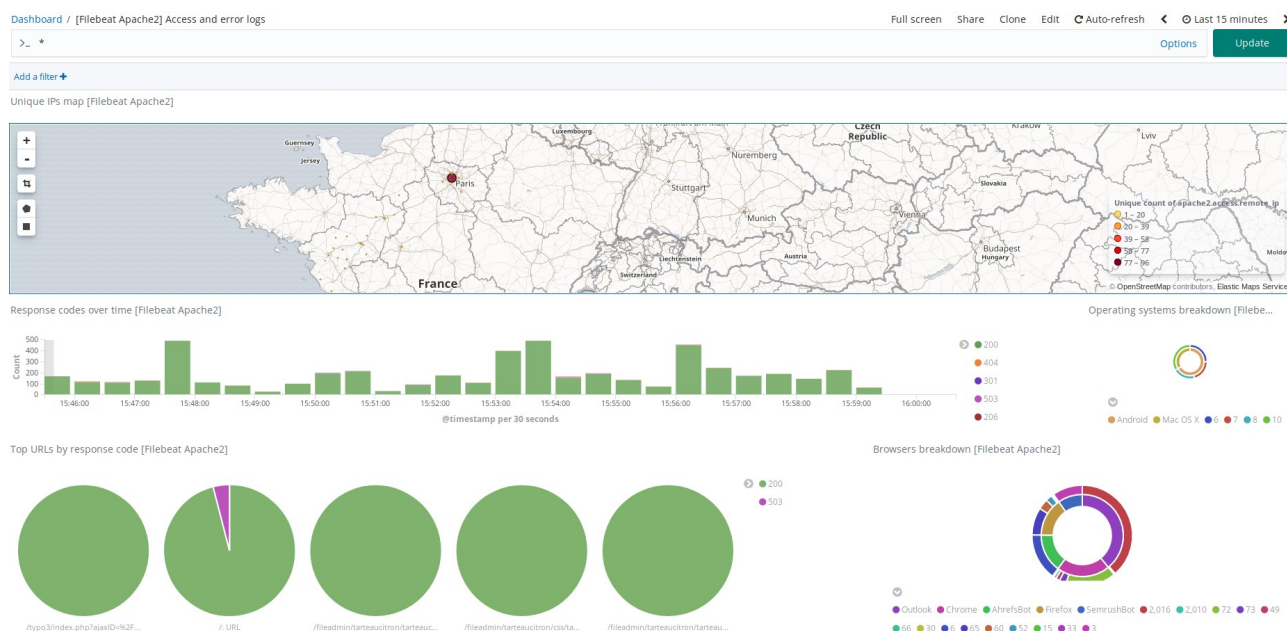 Dashboard / [Filebeat Apache2] Access and error logs
Full screen Share Clone Edit Auto-refresh Last 15 minutes
>_ *
Options
Update
Add a filter +
Unique IPs map [Filebeat Apache2]
+
-
Guernsey
Jersey
Paris
France
Luxembourg
Nuremberg
Stuttgart
Munich
Liechtenstein
Switzerland
Austria
Czech
Republic
Vienna
Krakow
Slovakia
Budapest
Hungary
Lviv
Moldov
Unique count of apache2.access.remote_ip
1 – 20
20 – 39
39 – 58
58 – 77
77 – 96
© OpenStreetMap contributors, Elastic Maps Service
Response codes over time [Filebeat Apache2]
Count
500
400
300
200
100
0
15:46:00 15:47:00 15:48:00 15:49:00 15:50:00 15:51:00 15:52:00 15:53:00 15:54:00 15:55:00 15:56:00 15:57:00 15:58:00 15:59:00 16:00:00
@timestamp per 30 seconds
200
404
301
503
206
Operating systems breakdown [Filebe...
Android Mac OS X 6 7 8 10
Top URLs by response code [Filebeat Apache2]
/typo3/index.php?ajaxID=%2F... /: URL /fileadmin/tarteaucitron/tarteauc... /fileadmin/tarteaucitron/css/ta... /fileadmin/tarteaucitron/tarteau...
200
503
Browsers breakdown [Filebeat Apache2]
Outlook Chrome AhrefsBot Firefox SemrushBot 2,016 2,010 72 73 49
66 30 6 65 60 52 15 33 3